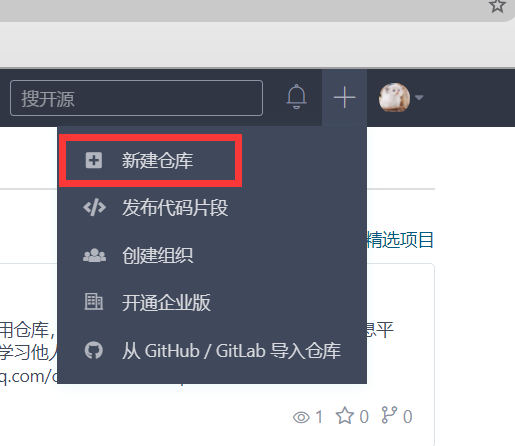 搜开源
新建仓库
发布代码片段
精选项目
创建组织
开通企业版
用仓库，
息平
学习他人
从 GitHub / GitLab 导入仓库
q.com/
1 0 0